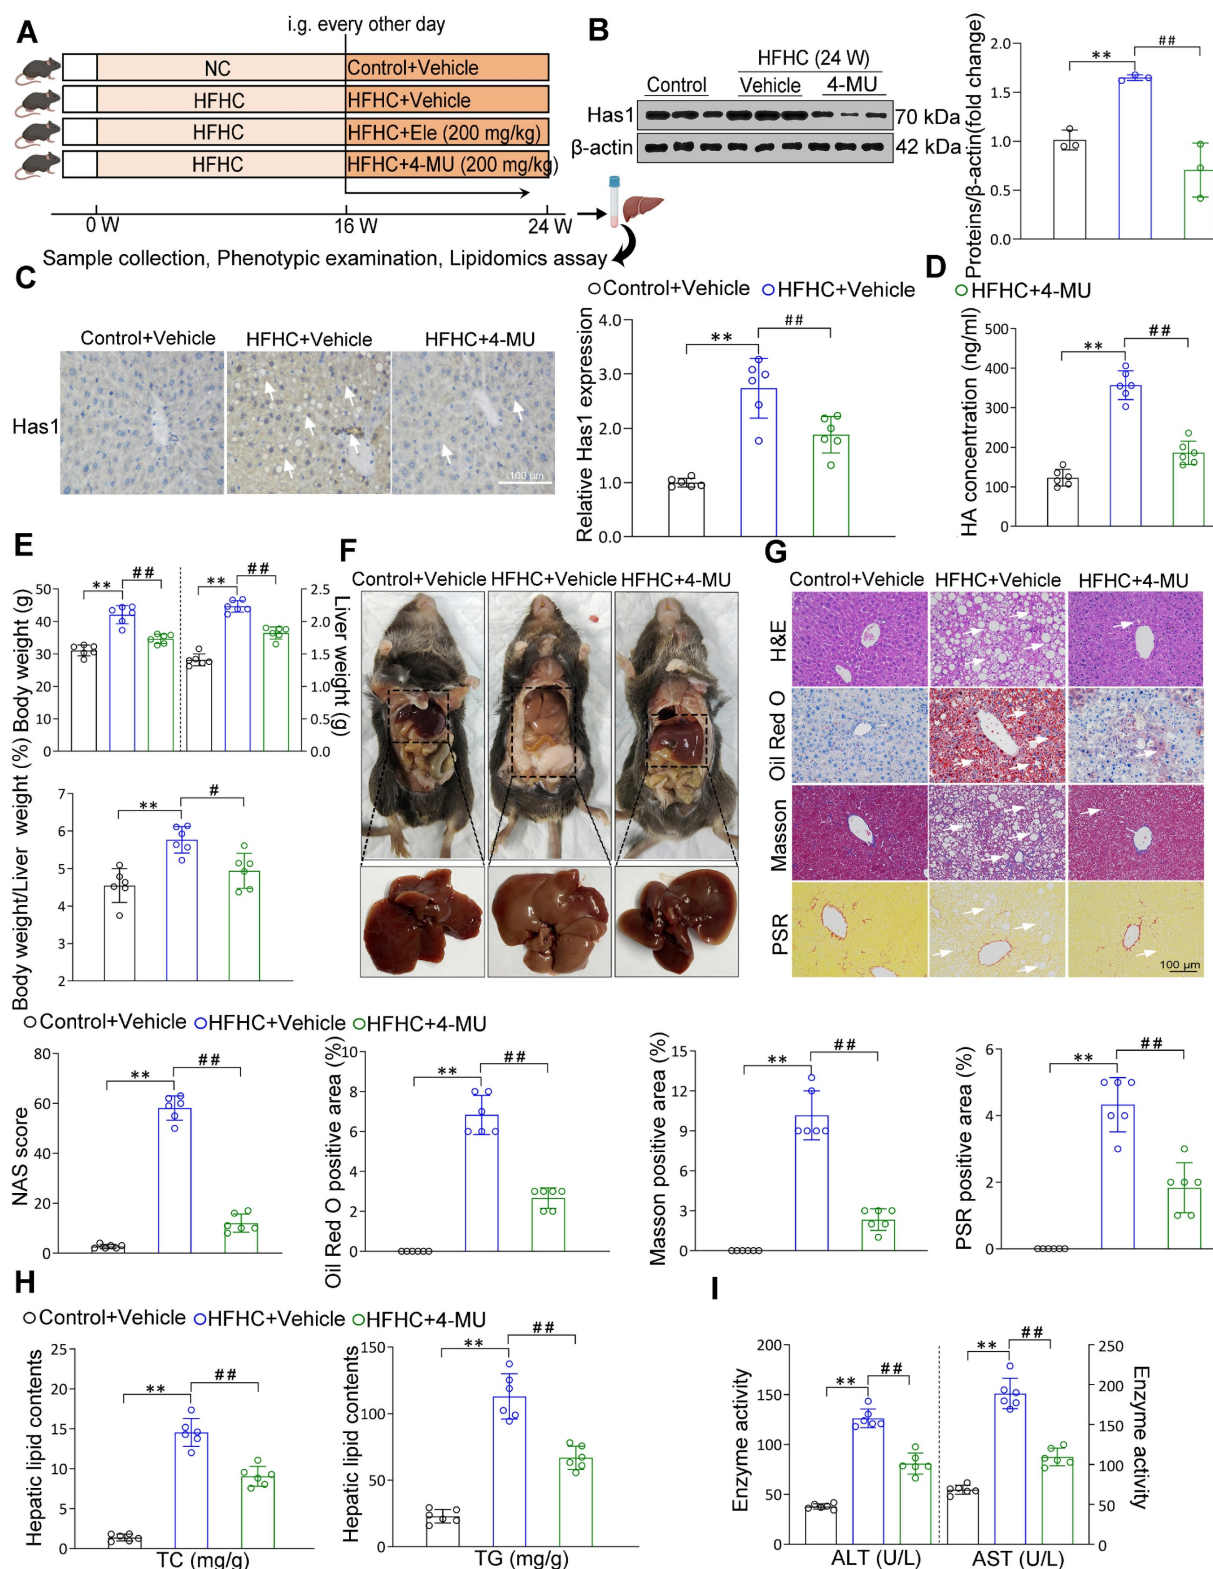 A
i.g. every other day
NC
Control+Vehicle
HFHC
HFHC+Vehicle
HFHC
HFHC+Ele (200 mg/kg)
HFHC
HFHC+4-MU (200 mg/kg)
0 W
16 W
24 W
Sample collection, Phenotypic examination, Lipidomics assay
B
HFHC (24 W)
Control
Vehicle
4-MU
Has1
70 kDa
β-actin
42 kDa
Proteins/β-actin(fold change)
2.0
1.5
1.0
0.5
0.0
**
##
C
Control+Vehicle
HFHC+Vehicle
HFHC+4-MU
Has1
100 μm
Control+Vehicle
HFHC+Vehicle
HFHC+4-MU
Relative Has1 expression
4.0
3.0
2.0
1.0
0.0
**
##
D
HA concentration (ng/ml)
500
400
300
200
100
0
**
##
E
Body weight (g)
50
40
30
20
10
0
**
##
**
##
2.5
2.0
1.5
1.0
0.5
0.0
Liver weight (g)
Body weight/Liver weight (%)
7
6
5
4
3
2
**
#
F
Control+Vehicle
HFHC+Vehicle
HFHC+4-MU
G
Control+Vehicle
HFHC+Vehicle
HFHC+4-MU
H&E
Oil Red O
Masson
PSR
100 μm
Control+Vehicle
HFHC+Vehicle
HFHC+4-MU
NAS score
80
60
40
20
0
**
##
Oil Red O positive area (%)
10
8
6
4
2
0
**
##
Masson positive area (%)
15
12
9
6
3
0
**
##
PSR positive area (%)
6
4
2
0
**
##
H
Control+Vehicle
HFHC+Vehicle
HFHC+4-MU
Hepatic lipid contents
25
20
15
10
5
0
**
##
TC (mg/g)
Hepatic lipid contents
150
100
50
0
**
##
TG (mg/g)
I
Enzyme activity
200
150
100
50
0
**
##
**
##
250
200
150
100
50
0
Enzyme activity
ALT (U/L)
AST (U/L)